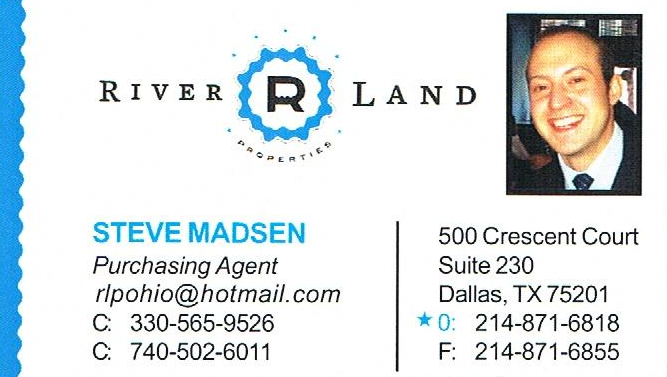 RIVER R LAND
PROPERTIES
STEVE MADSEN
Purchasing Agent
rlpohio@hotmail.com
C: 330-565-9526
C: 740-502-6011
500 Crescent Court
Suite 230
Dallas, TX 75201
★ 0: 214-871-6818
F: 214-871-6855